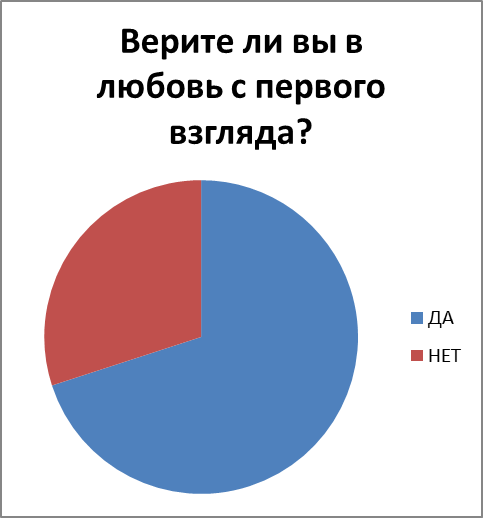 Верите ли вы в
любовь с первого
взгляда?
ДА
НЕТ